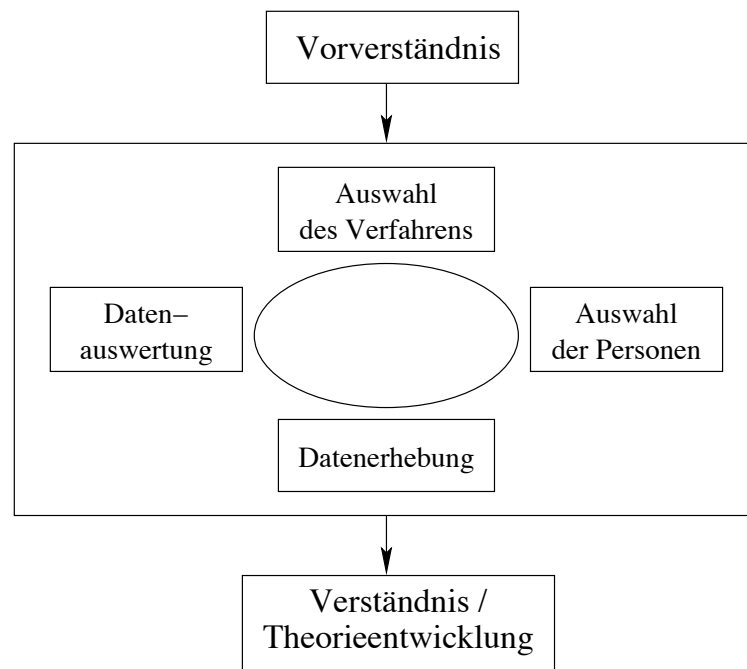 Vorverständnis
Auswahl
des Verfahrens
Daten–
auswertung
Auswahl
der Personen
Datenerhebung
Verständnis /
Theorieentwicklung